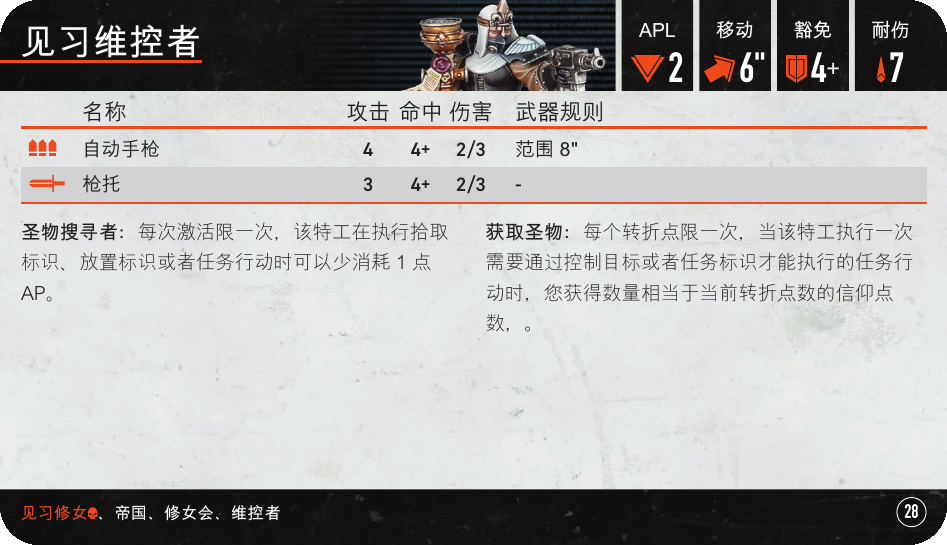 见习维控者
APL 移动 豁免 耐伤
2 6" 4+ 7
名称 攻击 命中 伤害 武器规则
自动手枪 4 4+ 2/3 范围 8"
枪托 3 4+ 2/3 -
圣物搜寻者：每次激活限一次，该特工在执行拾取
标识、放置标识或者任务行动时可以少消耗 1 点
AP。
获取圣物：每个转折点限一次，当该特工执行一次
需要通过控制目标或者任务标识才能执行的任务行
动时，您获得数量相当于当前转折点数的信仰点
数，。
见习修女、帝国、修女会、维控者
28